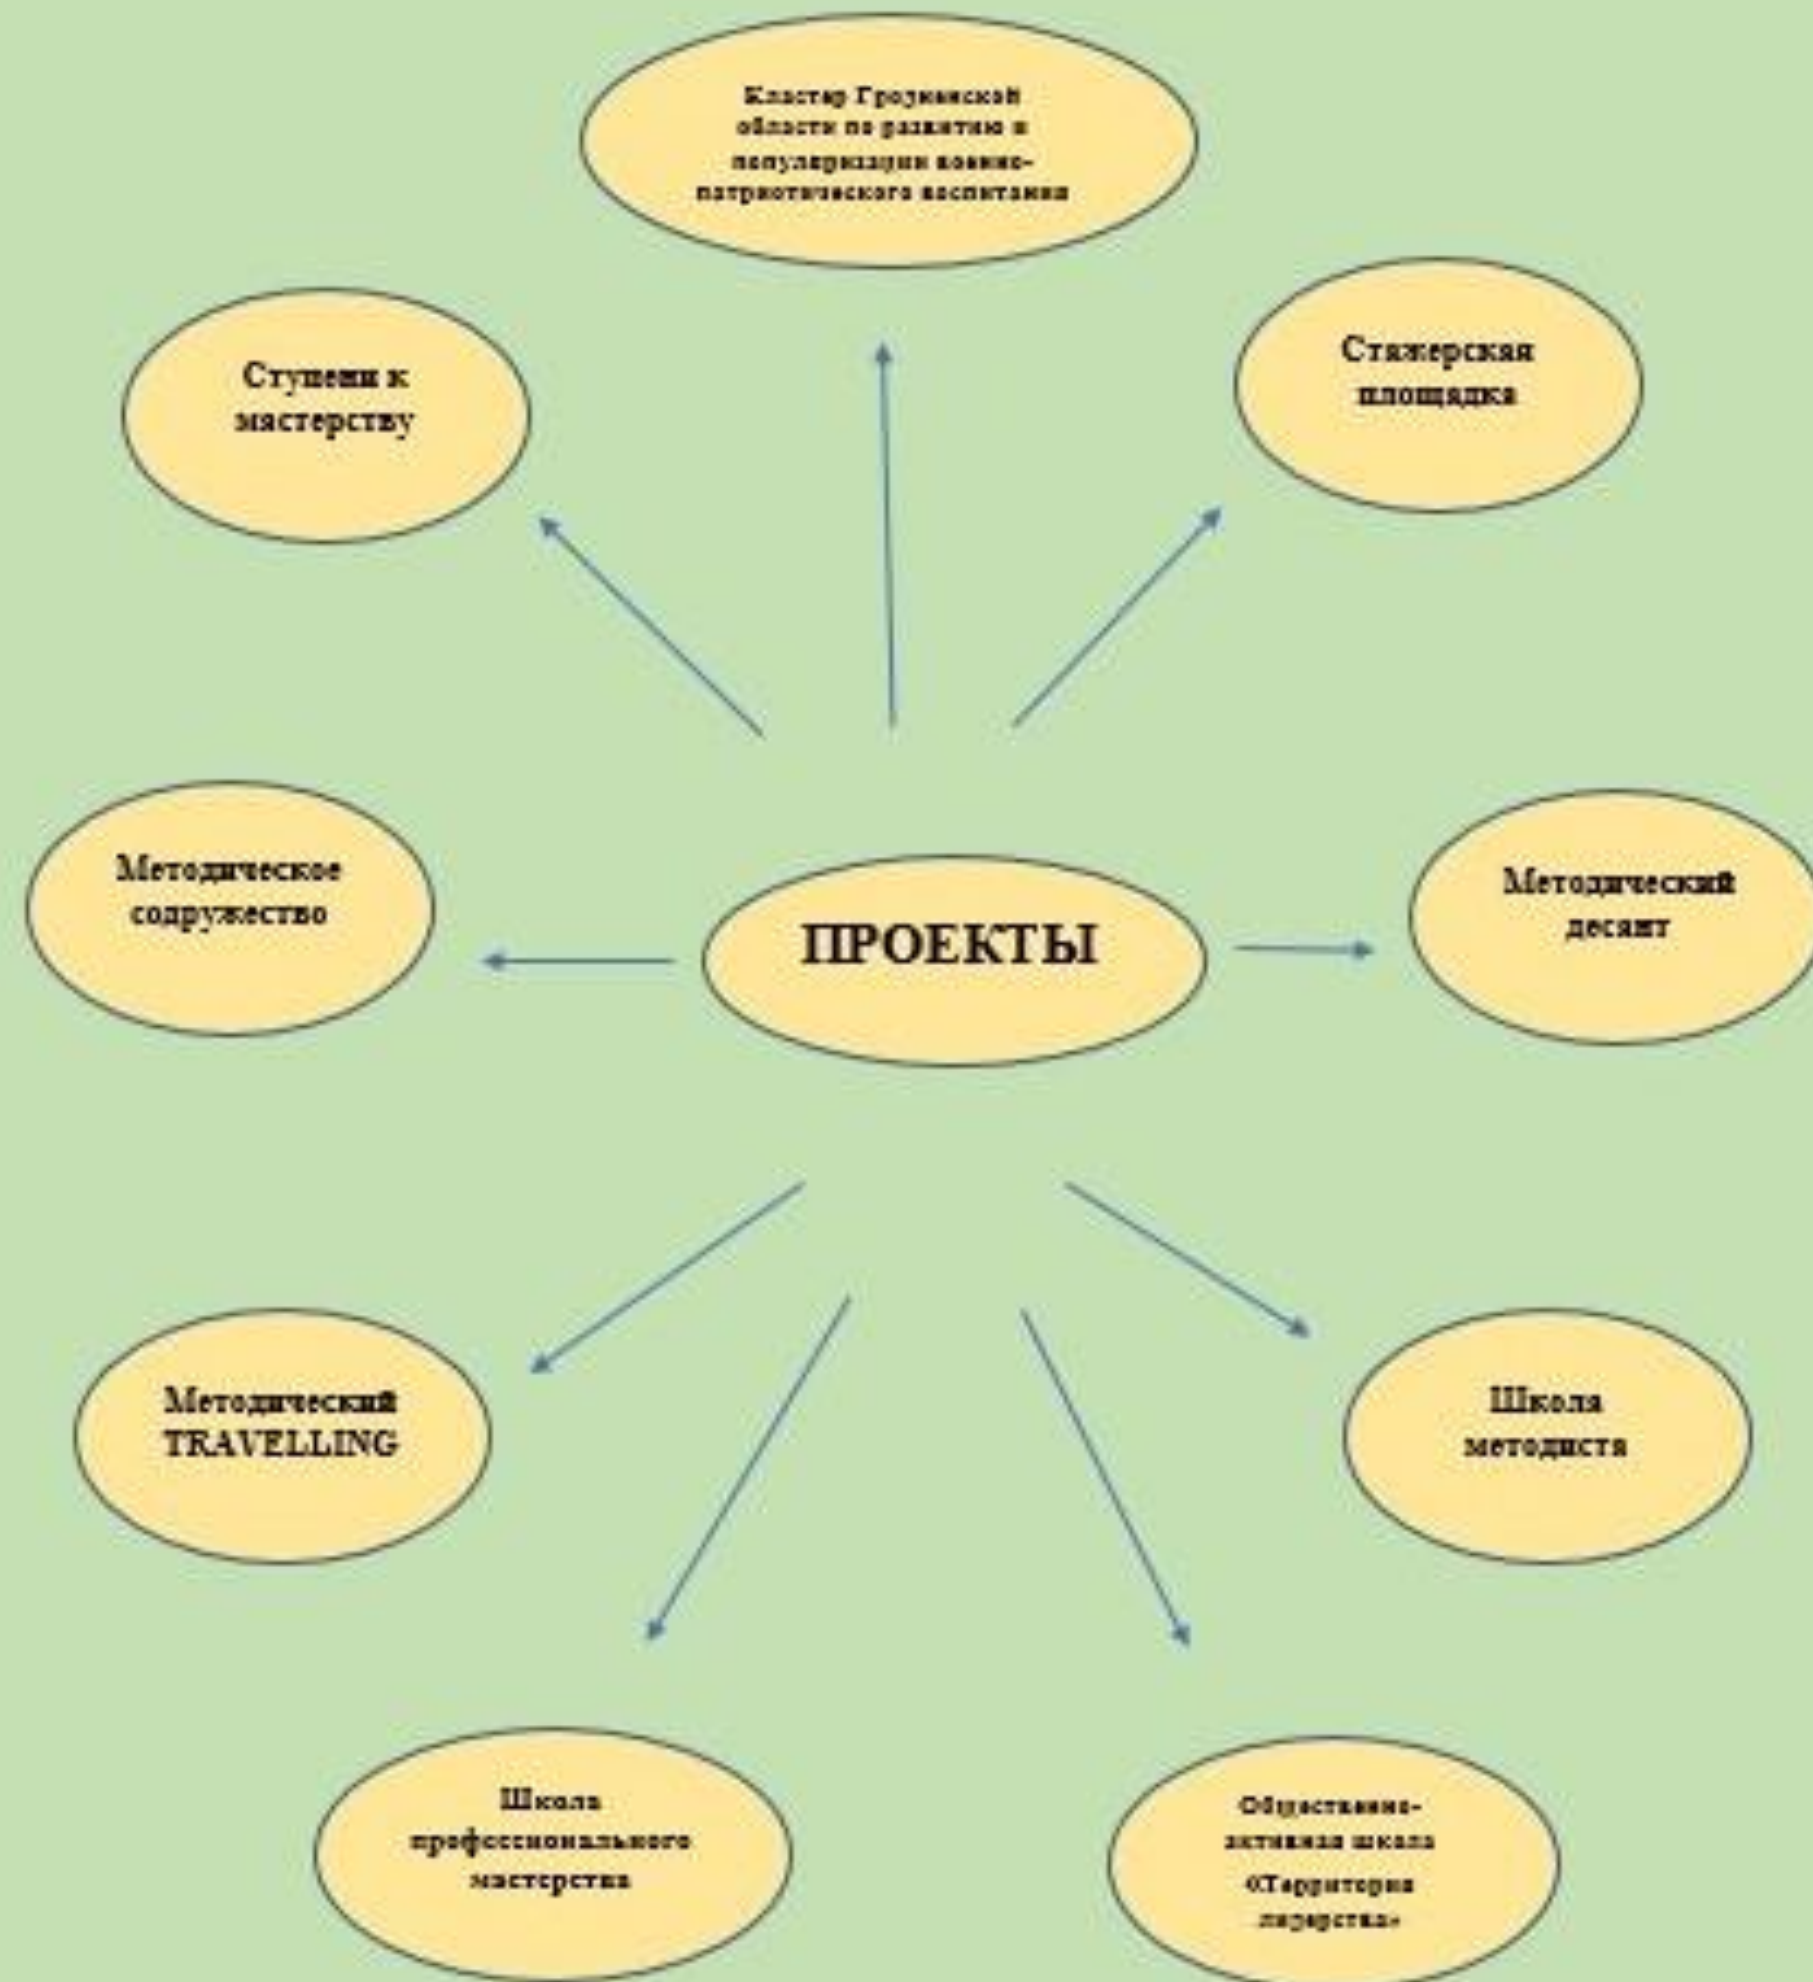 Кластер Гродненской
области по развитию и
популяризации военно-
патриотического воспитания
Ступени к
мастерству
Стажерская
площадка
Методическое
содружество
ПРОЕКТЫ
Методический
десант
Методический
TRAVELLING
Школа
методиста
Школа
профессионального
мастерства
Общественно-
активная школа
«Территория
лидерства»